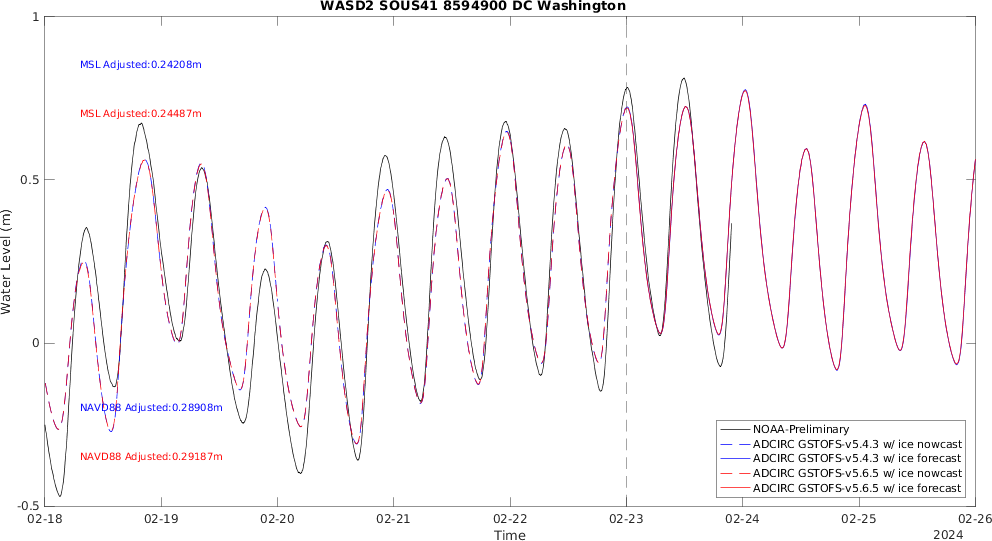 WASD2 SOUS41 8594900 DC Washington
1
0.5
0
-0.5
Water Level (m)
MSL Adjusted:0.24208m
MSL Adjusted:0.24487m
NAVD88 Adjusted:0.28908m
NAVD88 Adjusted:0.29187m
NOAA-Preliminary
ADCIRC GSTOFS-v5.4.3 w/ ice nowcast
ADCIRC GSTOFS-v5.4.3 w/ ice forecast
ADCIRC GSTOFS-v5.6.5 w/ ice nowcast
ADCIRC GSTOFS-v5.6.5 w/ ice forecast
02-18 02-19 02-20 02-21 02-22 02-23 02-24 02-25 02-26
Time
2024